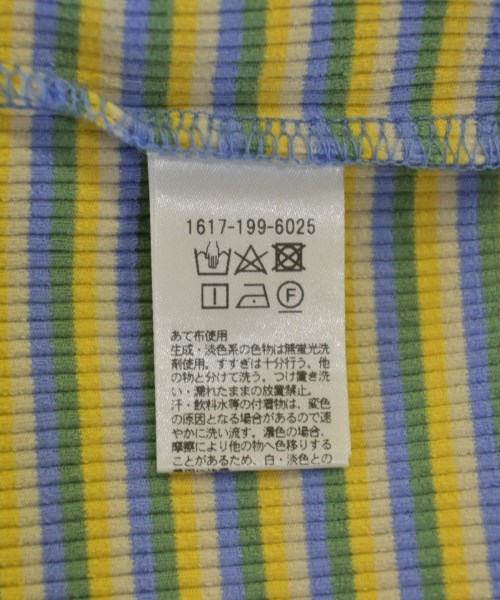 1617-199-6025
F
あて布使用
生成・淡色系の色物は無蛍光洗
剤使用。すすぎは十分行う。他
の物と分けて洗う。つけ置き洗
い・濡れたままの放置禁止。
汗・飲料水等の付着物は、変色
の原因となる場合があるので速
やかに洗い流す。濃色の場合、
摩擦により他の物へ色移りする
ことがあるため、白・淡色との